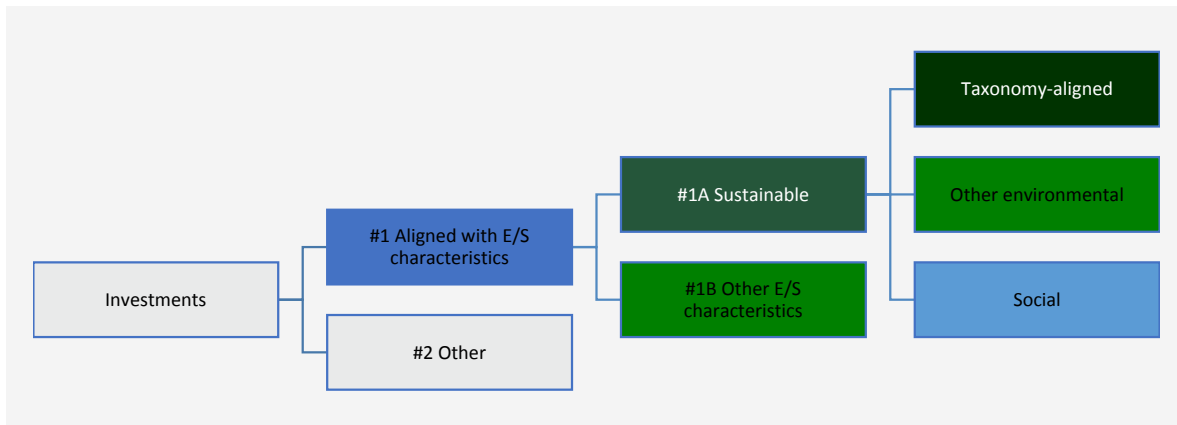 Investments
#1 Aligned with E/S
characteristics
#2 Other
#1A Sustainable
#1B Other E/S
characteristics
Taxonomy-aligned
Other environmental
Social